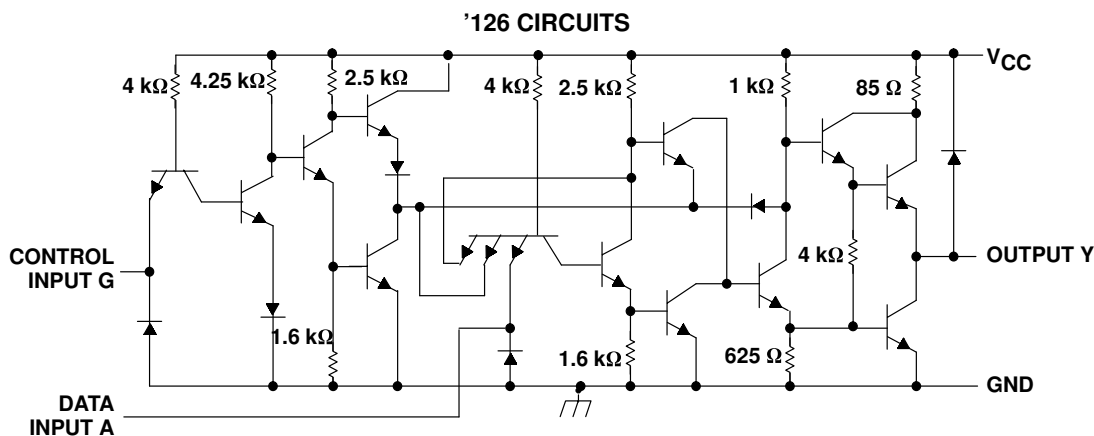 '126 CIRCUITS
VCC
4 kΩ
4.25 kΩ
2.5 kΩ
4 kΩ
2.5 kΩ
1 kΩ
85 Ω
CONTROL
INPUT G
4 kΩ
OUTPUT Y
1.6 kΩ
1.6 kΩ
625 Ω
GND
DATA
INPUT A